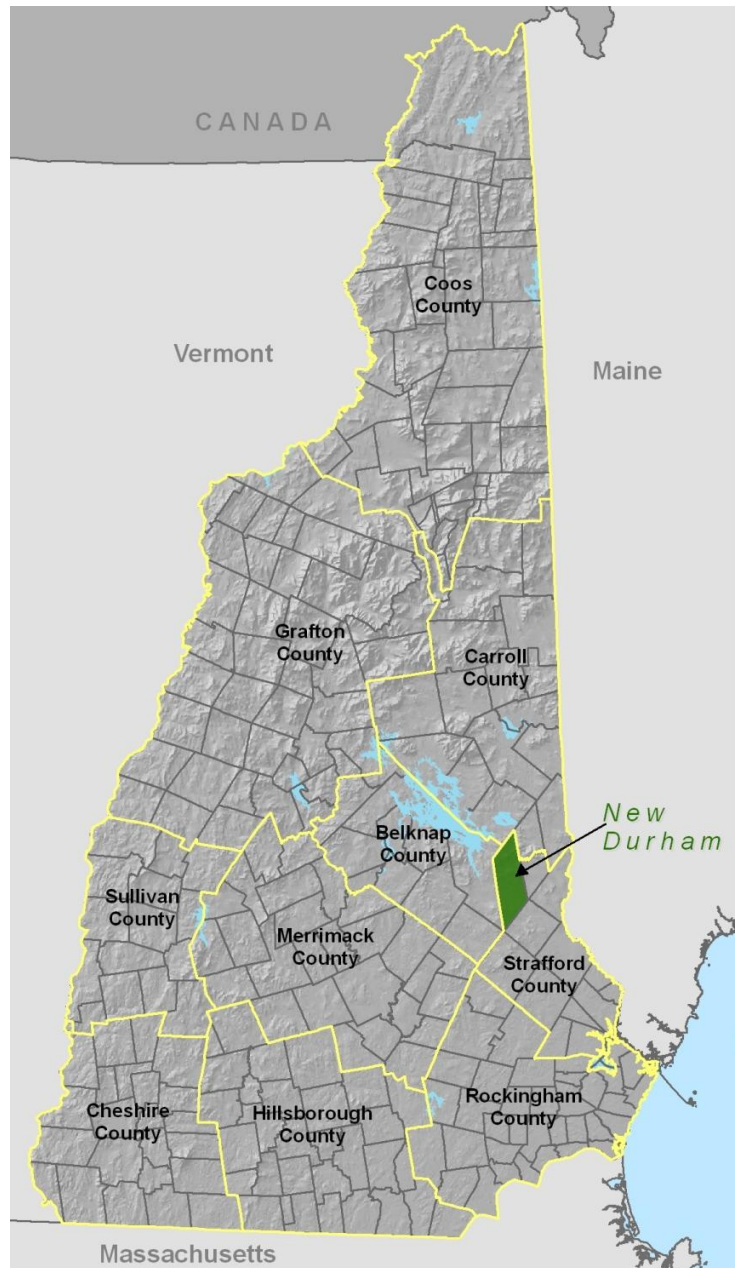 CANADA
Coos
County
Vermont
Maine
Grafton
County
Carroll
County
New
Durham
Belknap
County
Sullivan
County
Merrimack
County
Strafford
County
Cheshire
County
Hillsborough
County
Rockingham
County
Massachusetts